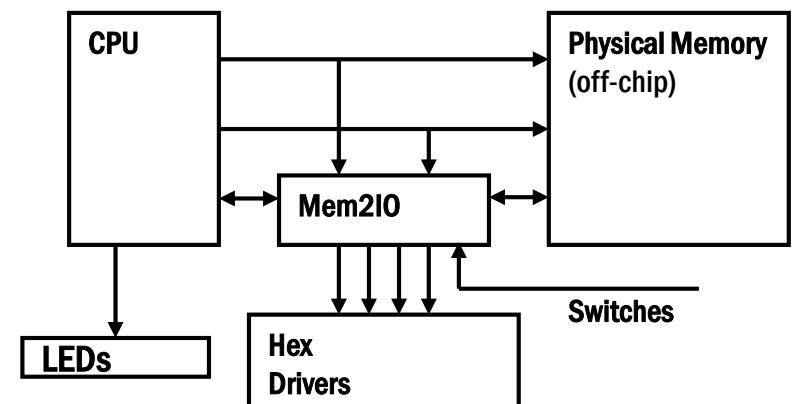 CPU
Physical Memory
(off-chip)
Mem2IO
Switches
LEDs
Hex
Drivers